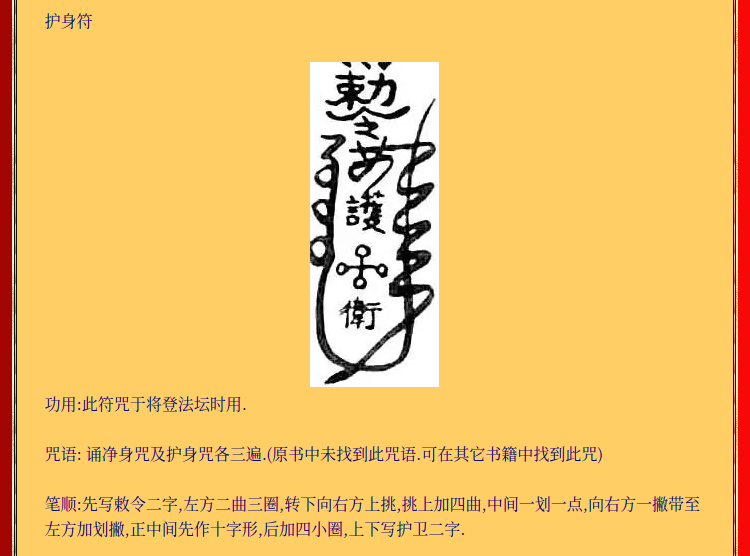 护身符
勅
令
護
衛
功用:此符咒于将登法坛时用.
咒语: 诵净身咒及护身咒各三遍.(原书中未找到此咒语.可在其它书籍中找到此咒)
笔顺:先写敕令二字,左方二曲三圈,转下向右方上挑,挑上加四曲,中间一划一点,向右方一撇带至
左方加划撇,正中间先作十字形,后加四小圈,上下写护卫二字.